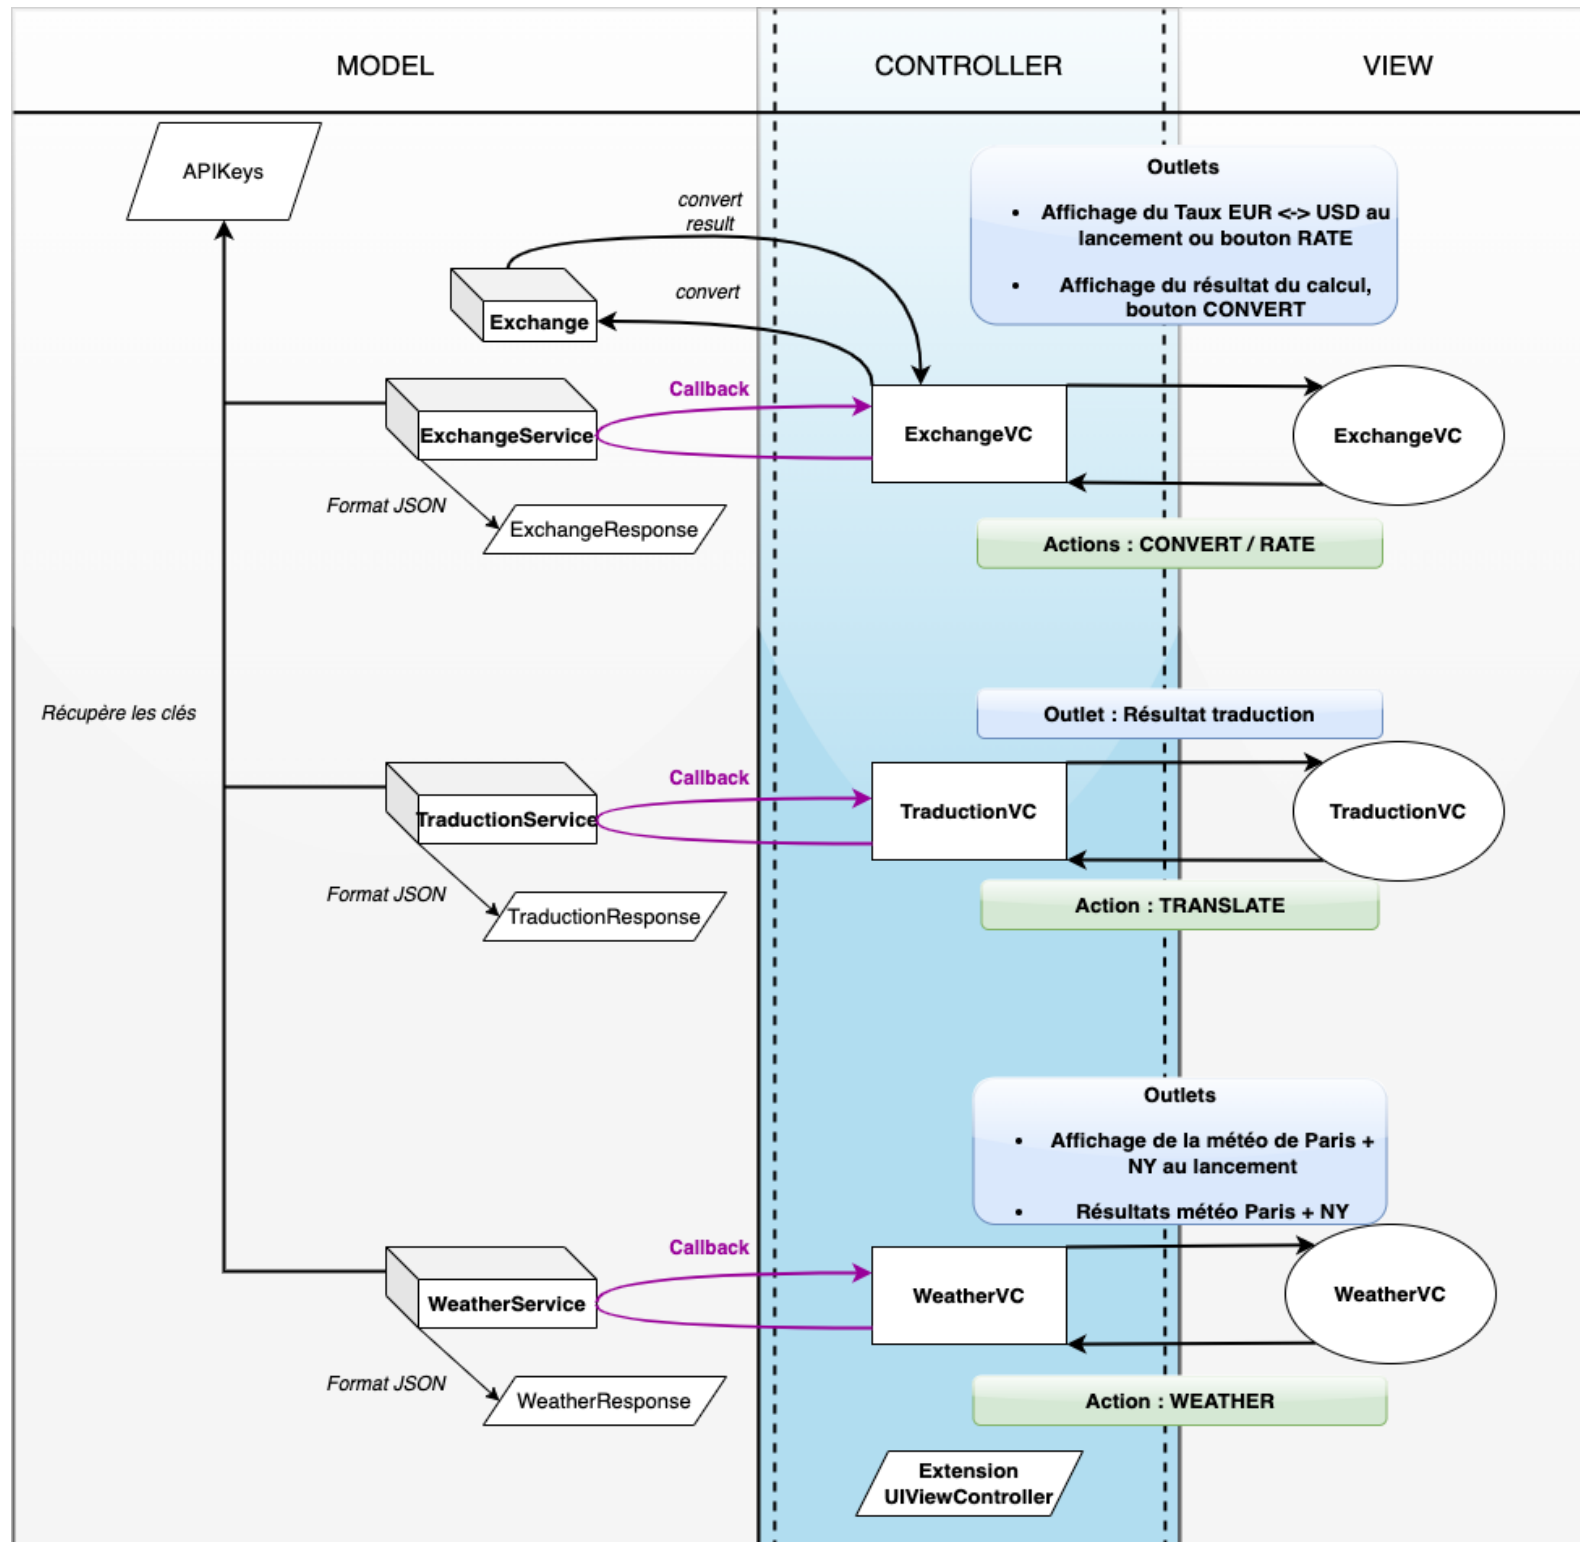 MODEL
CONTROLLER
VIEW
APIKeys
convert
result
convert
Exchange
Outlets
• Affichage du Taux EUR <-> USD au
lancement ou bouton RATE
• Affichage du résultat du calcul,
bouton CONVERT
Callback
ExchangeService
ExchangeVC
ExchangeVC
Format JSON
ExchangeResponse
Actions : CONVERT / RATE
Récupère les clés
Outlet : Résultat traduction
Callback
TraductionService
TraductionVC
TraductionVC
Format JSON
TraductionResponse
Action : TRANSLATE
Outlets
• Affichage de la météo de Paris +
NY au lancement
• Résultats météo Paris + NY
Callback
WeatherService
WeatherVC
WeatherVC
Format JSON
WeatherResponse
Action : WEATHER
Extension
UIViewController